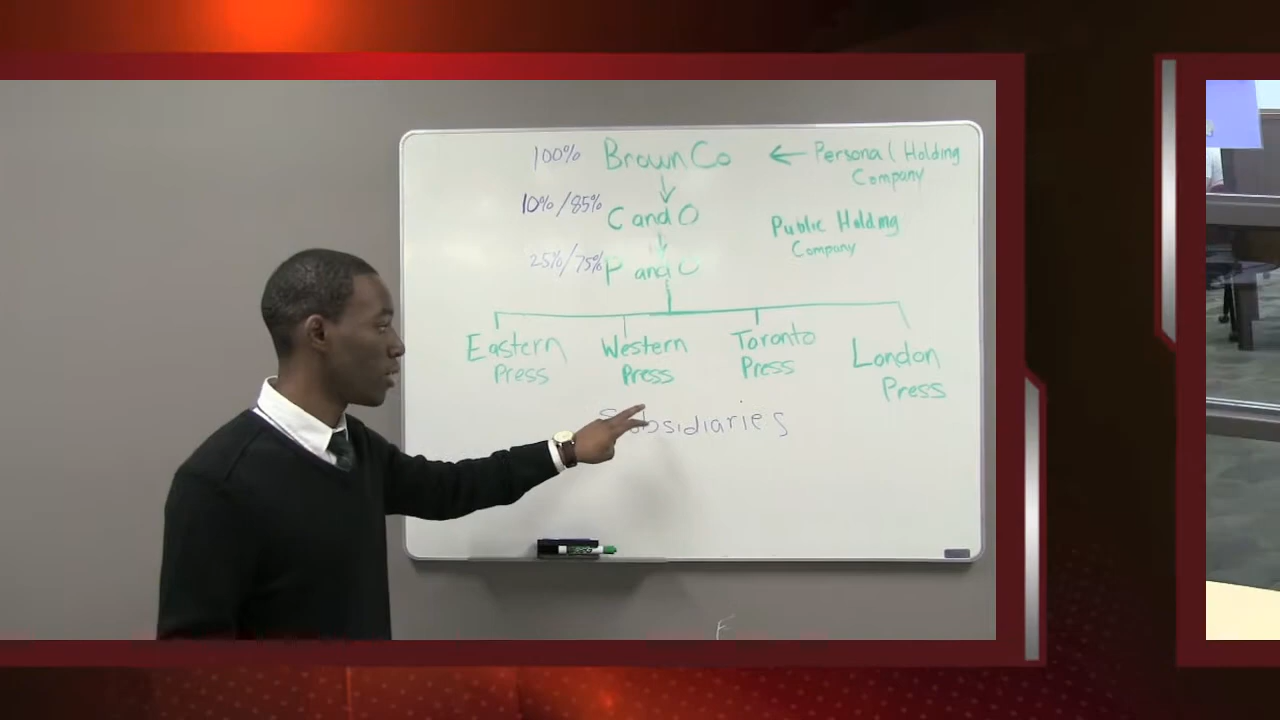 100% Brown Co ← Personal Holding
Company
10%/85% C and O
Public Holding
Company
25%/75% P and O
Eastern Press
Western Press
Toronto Press
London Press
Subsidiaries